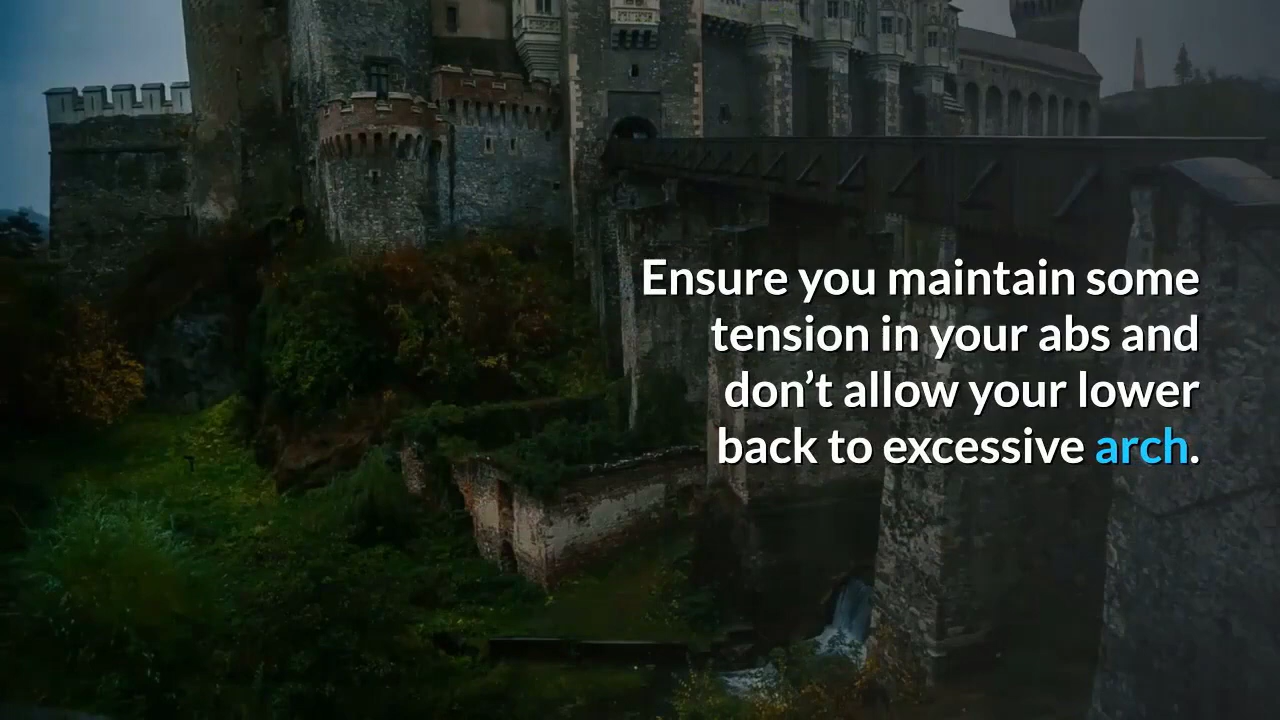 Ensure you maintain some
tension in your abs and
don’t allow your lower
back to excessive arch.